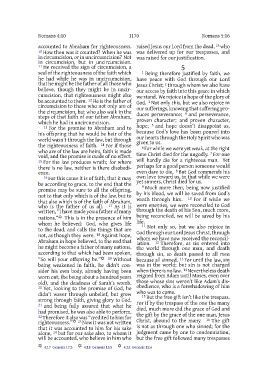 Romans 4:10 1170 Romans 5:16
accounted to Abraham for righteousness.
10 How then was it counted? When he was
in circumcision, or in uncircumcision? Not
in circumcision, but in uncircumcision.
11 He received the sign of circumcision, a
seal of the righteousness of the faith which
he had while he was in uncircumcision,
that he might be the father of all those who
believe, though they might be in uncir-
cumcision, that righteousness might also
be accounted to them. 12 He is the father of
circumcision to those who not only are of
the circumcision, but who also walk in the
steps of that faith of our father Abraham,
which he had in uncircumcision.
13 For the promise to Abraham and to
his offspring that he would be heir of the
world wasn't through the law, but through
the righteousness of faith. 14 For if those
who are of the law are heirs, faith is made
void, and the promise is made of no effect.
15 For the law produces wrath, for where
there is no law, neither is there disobedi-
ence.
16 For this cause it is of faith, that it may
be according to grace, to the end that the
promise may be sure to all the offspring,
not to that only which is of the law, but to
that also which is of the faith of Abraham,
who is the father of us all. 17 As it is
written, "I have made you a father of many
nations." This is in the presence of him
whom he believed: God, who gives life
to the dead, and calls the things that are
not, as though they were. 18 Against hope,
Abraham in hope believed, to the end that
he might become a father of many nations,
according to that which had been spoken,
"So will your offspring be." 19 Without
being weakened in faith, he didn't con-
sider his own body, already having been
worn out, (he being about a hundred years
old), and the deadness of Sarah's womb.
20 Yet, looking to the promise of God, he
didn't waver through unbelief, but grew
strong through faith, giving glory to God,
21 and being fully assured that what he
had promised, he was also able to perform.
22 Therefore it also was "credited to him for
righteousness." 23 Now it was not written
that it was accounted to him for his sake
alone, 24 but for our sake also, to whom it
will be accounted, who believe in him who
raised Jesus our Lord from the dead, 25 who
was delivered up for our trespasses, and
was raised for our justification.
5
1 Being therefore justified by faith, we
have peace with God through our Lord
Jesus Christ; 2 through whom we also have
our access by faith into this grace in which
we stand. We rejoice in hope of the glory of
God. 3 Not only this, but we also rejoice in
our sufferings, knowing that suffering pro-
duces perseverance; 4 and perseverance,
proven character; and proven character,
hope: 5 and hope doesn't disappoint us,
because God's love has been poured into
our hearts through the Holy Spirit who was
given to us.
6 For while we were yet weak, at the right
time Christ died for the ungodly. 7 For one
will hardly die for a righteous man. Yet
perhaps for a good person someone would
even dare to die. 8 But God commends his
own love toward us, in that while we were
yet sinners, Christ died for us.
9 Much more then, being now justified
by his blood, we will be saved from God's
wrath through him. 10 For if while we
were enemies, we were reconciled to God
through the death of his Son, much more,
being reconciled, we will be saved by his
life.
11 Not only so, but we also rejoice in
God through our Lord Jesus Christ, through
whom we have now received the reconcili-
ation. 12 Therefore, as sin entered into
the world through one man, and death
through sin, so death passed to all men
because all sinned. 13 For until the law, sin
was in the world; but sin is not charged
when there is no law. 14 Nevertheless death
reigned from Adam until Moses, even over
those whose sins weren't like Adam's dis-
obedience, who is a foreshadowing of him
who was to come.
15 But the free gift isn't like the trespass.
For if by the trespass of the one the many
died, much more did the grace of God and
the gift by the grace of the one man, Jesus
Christ, abound to the many. 16 The gift
is not as through one who sinned; for the
judgment came by one to condemnation,
but the free gift followed many trespasses